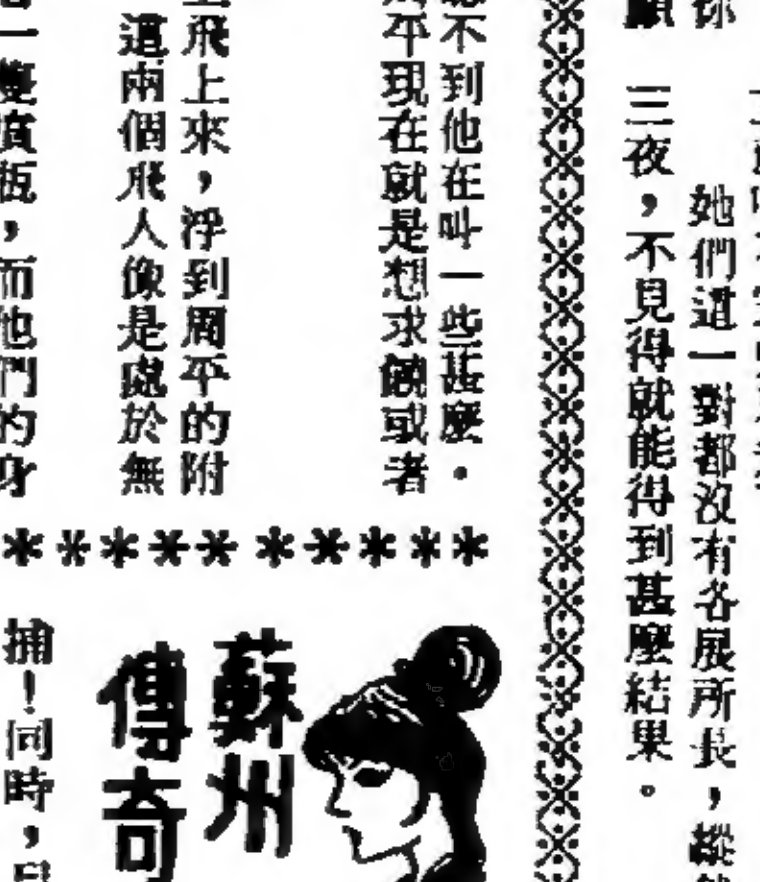 你
她們這一對都沒有各展所長，縱
三夜，不見得就能得到甚麼結果。
不到他在叫一些甚麼。
平現在就是想求饒或者
飛上來，浮到周平的附
這兩個飛人像是處於無
一雙
，而他們的身
＊＊＊＊＊＊＊＊＊＊
蘇州
傳奇
捕！同時，